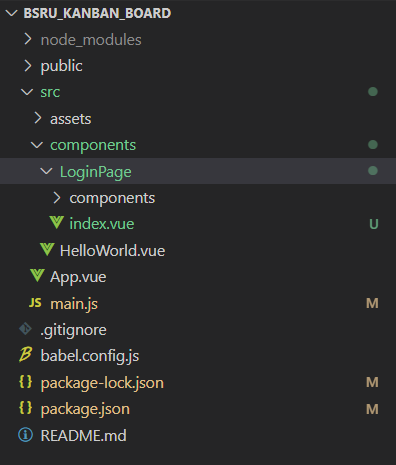 BSRU_KANBAN_BOARD
node_modules
public
src
assets
components
LoginPage
components
index.vue U
HelloWorld.vue
App.vue
JS main.js M
.gitignore
babel.config.js
{} package-lock.json M
{} package.json M
README.md